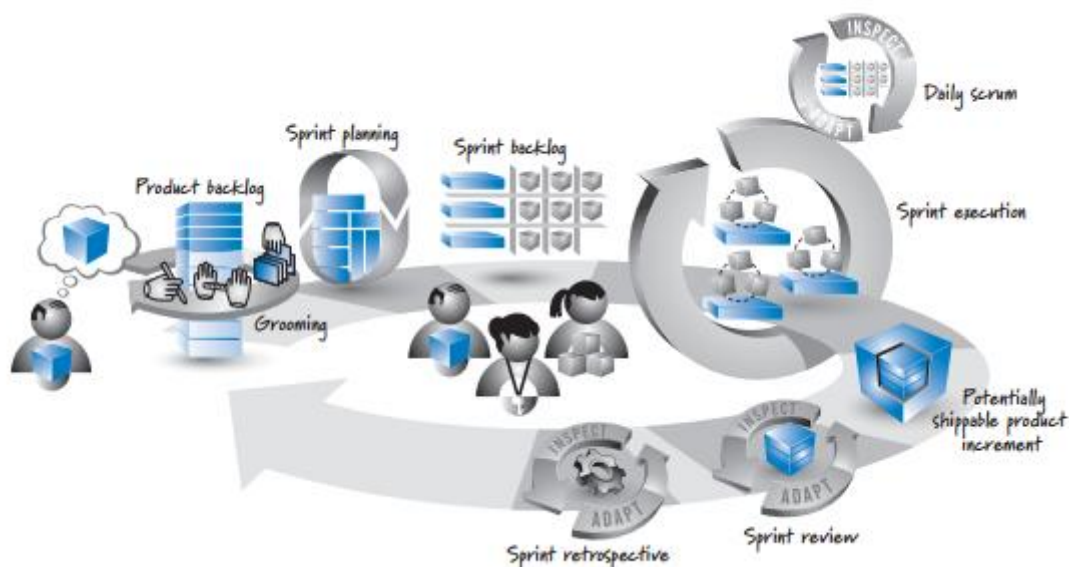 INSPECT
ADAPT
Daily scrum
Sprint planning
Sprint backlog
Product backlog
Sprint execution
Grooming
Potentially
shippable product
increment
INSPECT
ADAPT
Sprint review
INSPECT
ADAPT
Sprint retrospective